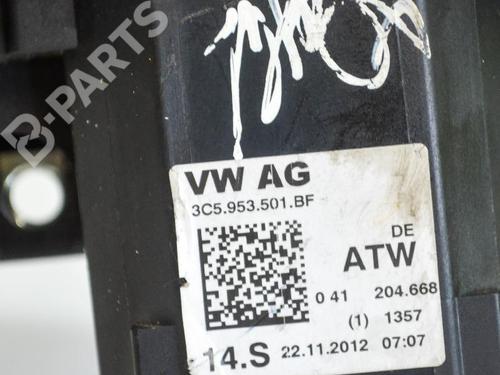 B-PARTS
VW AG
3C5.953.501.BF
DE
ATW
0 41 204.668
(1) 1357
14.S 22.11.2012 07:07